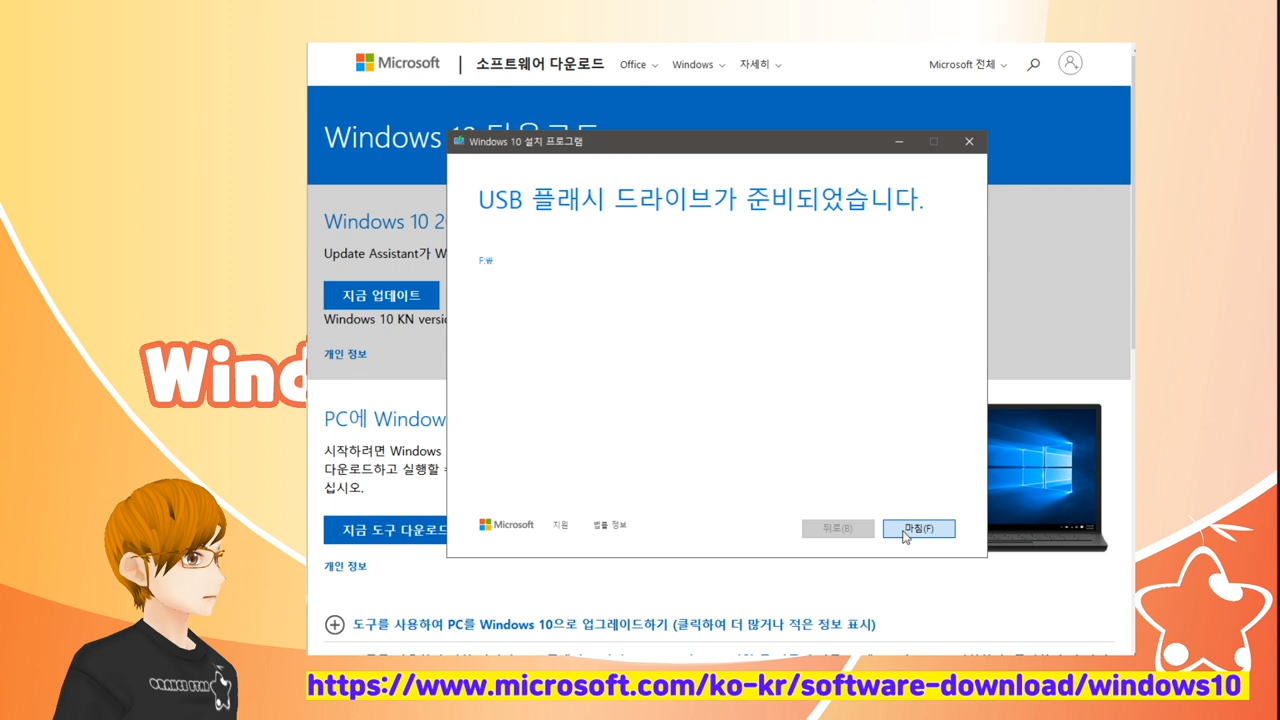 Microsoft
소프트웨어 다운로드
Office
Windows
자세히
Microsoft 전체
Windows 10 다운로드
Windows 10 설치 프로그램
USB 플래시 드라이브가 준비되었습니다.
F:₩
Windows 10 2
Update Assistant가 W
지금 업데이트
Windows 10 KN versi
개인 정보
Wind
PC에 Window
시작하려면 Windows
다운로드하고 실행할
십시오.
지금 도구 다운로드
개인 정보
Microsoft
지원
법률 정보
뒤로(B)
마침(F)
도구를 사용하여 PC를 Windows 10으로 업그레이드하기 (클릭하여 더 많거나 적은 정보 표시)
ORANGE STAR
https://www.microsoft.com/ko-kr/software-download/windows10